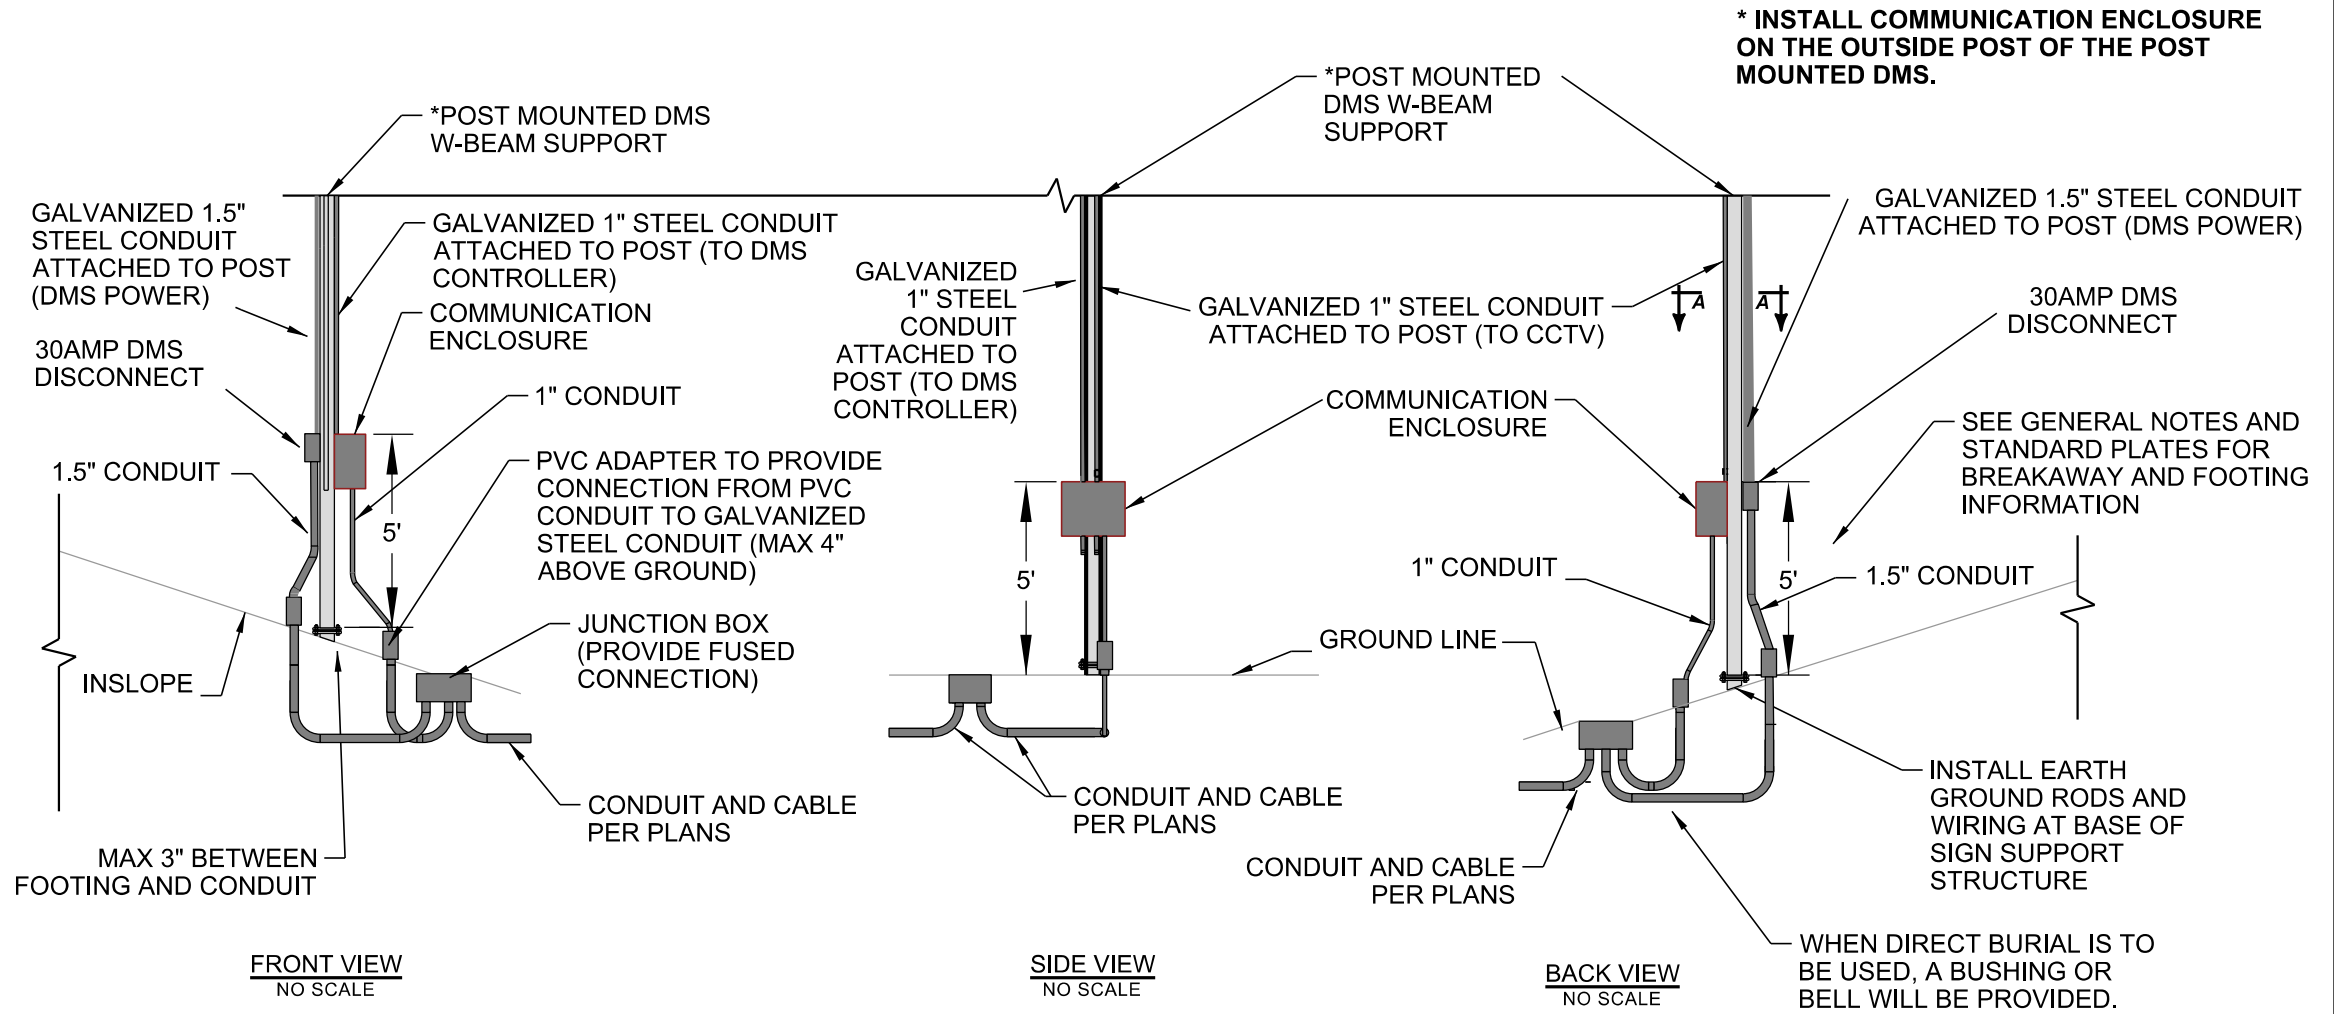 * INSTALL COMMUNICATION ENCLOSURE
ON THE OUTSIDE POST OF THE POST
MOUNTED DMS.
*POST MOUNTED DMS
W-BEAM SUPPORT
GALVANIZED 1.5"
STEEL CONDUIT
ATTACHED TO POST
(DMS POWER)
GALVANIZED 1" STEEL CONDUIT
ATTACHED TO POST (TO DMS
CONTROLLER)
COMMUNICATION
ENCLOSURE
30AMP DMS
DISCONNECT
1" CONDUIT
1.5" CONDUIT
PVC ADAPTER TO PROVIDE
CONNECTION FROM PVC
CONDUIT TO GALVANIZED
STEEL CONDUIT (MAX 4"
ABOVE GROUND)
5'
JUNCTION BOX
(PROVIDE FUSED
CONNECTION)
INSLOPE
CONDUIT AND CABLE
PER PLANS
MAX 3" BETWEEN
FOOTING AND CONDUIT
FRONT VIEW
NO SCALE
*POST MOUNTED
DMS W-BEAM
SUPPORT
GALVANIZED
1" STEEL
CONDUIT
ATTACHED TO
POST (TO DMS
CONTROLLER)
GALVANIZED 1" STEEL CONDUIT
ATTACHED TO POST (TO CCTV)
COMMUNICATION
ENCLOSURE
5'
GROUND LINE
CONDUIT AND CABLE
PER PLANS
SIDE VIEW
NO SCALE
GALVANIZED 1.5" STEEL CONDUIT
ATTACHED TO POST (DMS POWER)
A
A
30AMP DMS
DISCONNECT
SEE GENERAL NOTES AND
STANDARD PLATES FOR
BREAKAWAY AND FOOTING
INFORMATION
1" CONDUIT
5'
1.5" CONDUIT
INSTALL EARTH
GROUND RODS AND
WIRING AT BASE OF
SIGN SUPPORT
STRUCTURE
CONDUIT AND CABLE
PER PLANS
WHEN DIRECT BURIAL IS TO
BE USED, A BUSHING OR
BELL WILL BE PROVIDED.
BACK VIEW
NO SCALE